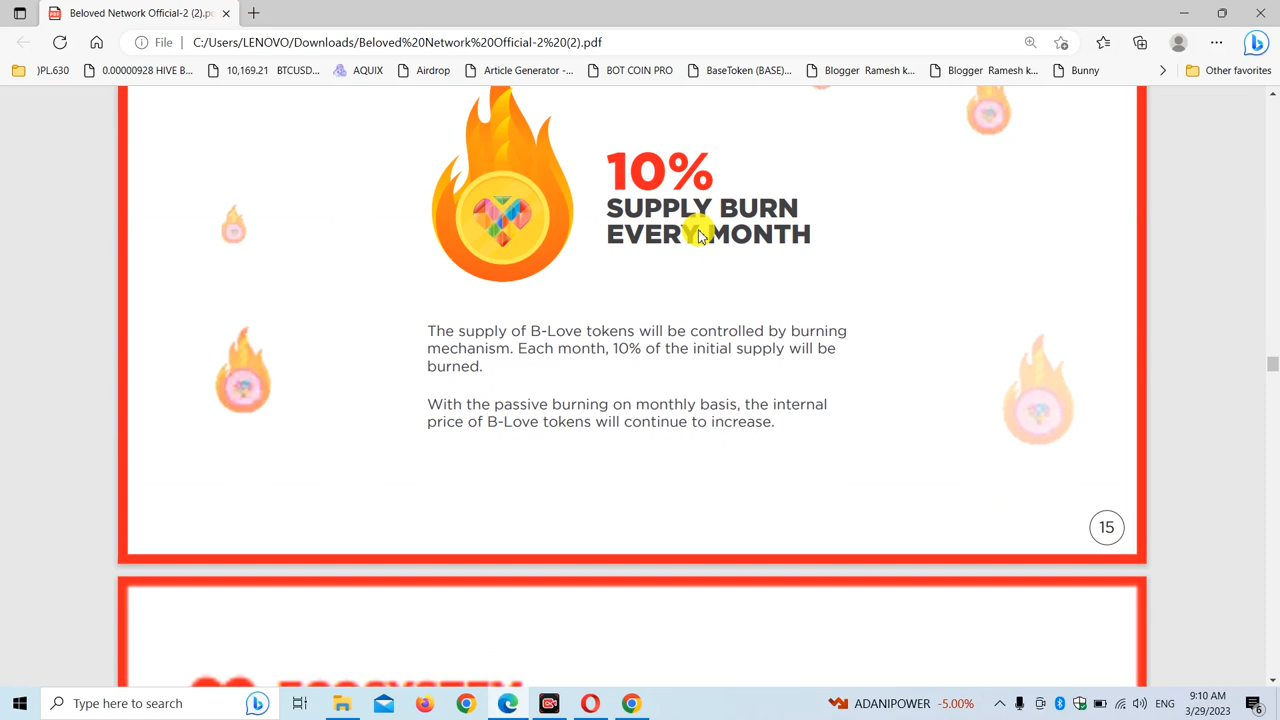 Beloved Network Official-2 (2).pdf
File
C:/Users/LENOVO/Downloads/Beloved%20Network%20Official-2%20(2).pdf
)PL.630
0.00000928 HIVE B...
10,169.21 BTCUSD...
AQUIX
Airdrop
Article Generator -...
BOT COIN PRO
BaseToken (BASE)...
Blogger Ramesh k...
Blogger Ramesh k...
Bunny
Other favorites
10%
SUPPLY BURN
EVERY MONTH
The supply of B-Love tokens will be controlled by burning
mechanism. Each month, 10% of the initial supply will be
burned.
With the passive burning on monthly basis, the internal
price of B-Love tokens will continue to increase.
15
ECOSYSTEM
Type here to search
ADANIPOWER -5.00%
ENG
9:10 AM
3/29/2023
6